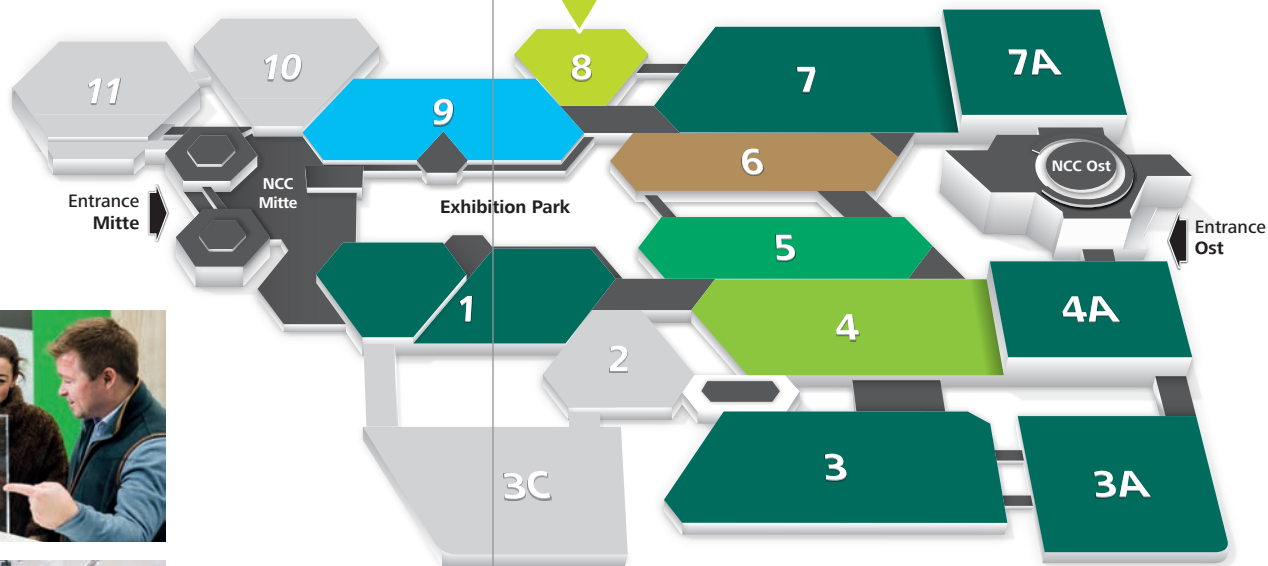 10
11
8
7
7A
9
6
NCC Ost
NCC
Mitte
Entrance
Mitte
Exhibition Park
Entrance
Ost
5
1
4
4A
2
3
3C
3A